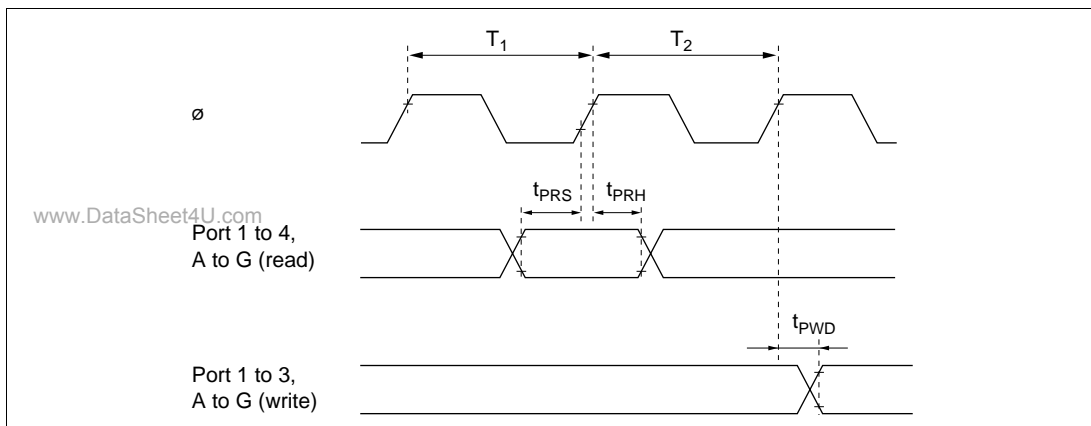 T₁ T₂
ø
tPRS tPRH
www.DataSheet4U.com
Port 1 to 4,
A to G (read)
tPWD
Port 1 to 3,
A to G (write)